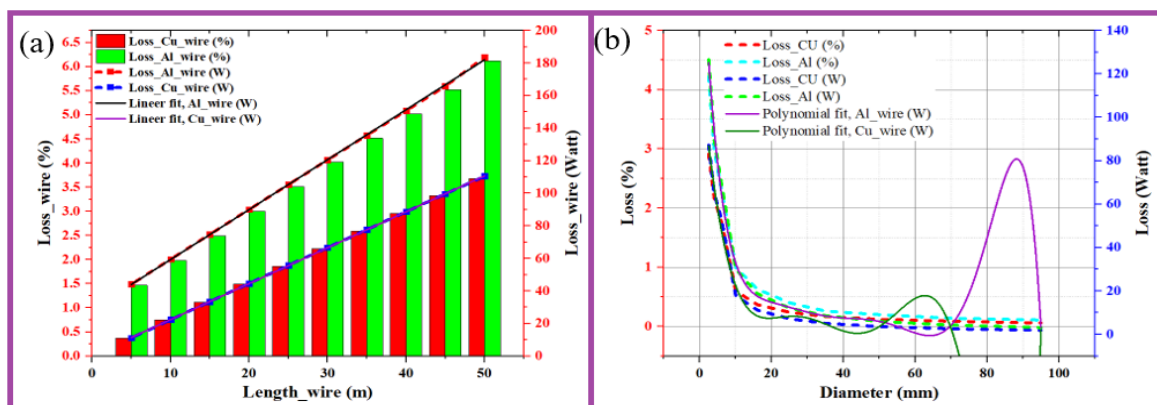 (a)
Loss_Cu_wire (%)
Loss_Al_wire (%)
Loss_Al_wire (W)
Loss_Cu_wire (W)
Lineer fit, Al_wire (W)
Lineer fit, Cu_wire (W)
6.5
6.0
5.5
5.0
4.5
4.0
3.5
3.0
2.5
2.0
1.5
1.0
0.5
0.0
Loss_wire (%)
200
180
160
140
120
100
80
60
40
20
0
Loss_wire (Watt)
0 10 20 30 40 50
Length_wire (m)
(b)
Loss_CU (%)
Loss_Al (%)
Loss_CU (W)
Loss_Al (W)
Polynomial fit, Al_wire (W)
Polynomial fit, Cu_wire (W)
5
4
3
2
1
0
Loss (%)
140
120
100
80
60
40
20
0
Loss (Watt)
0 20 40 60 80 100
Diameter (mm)